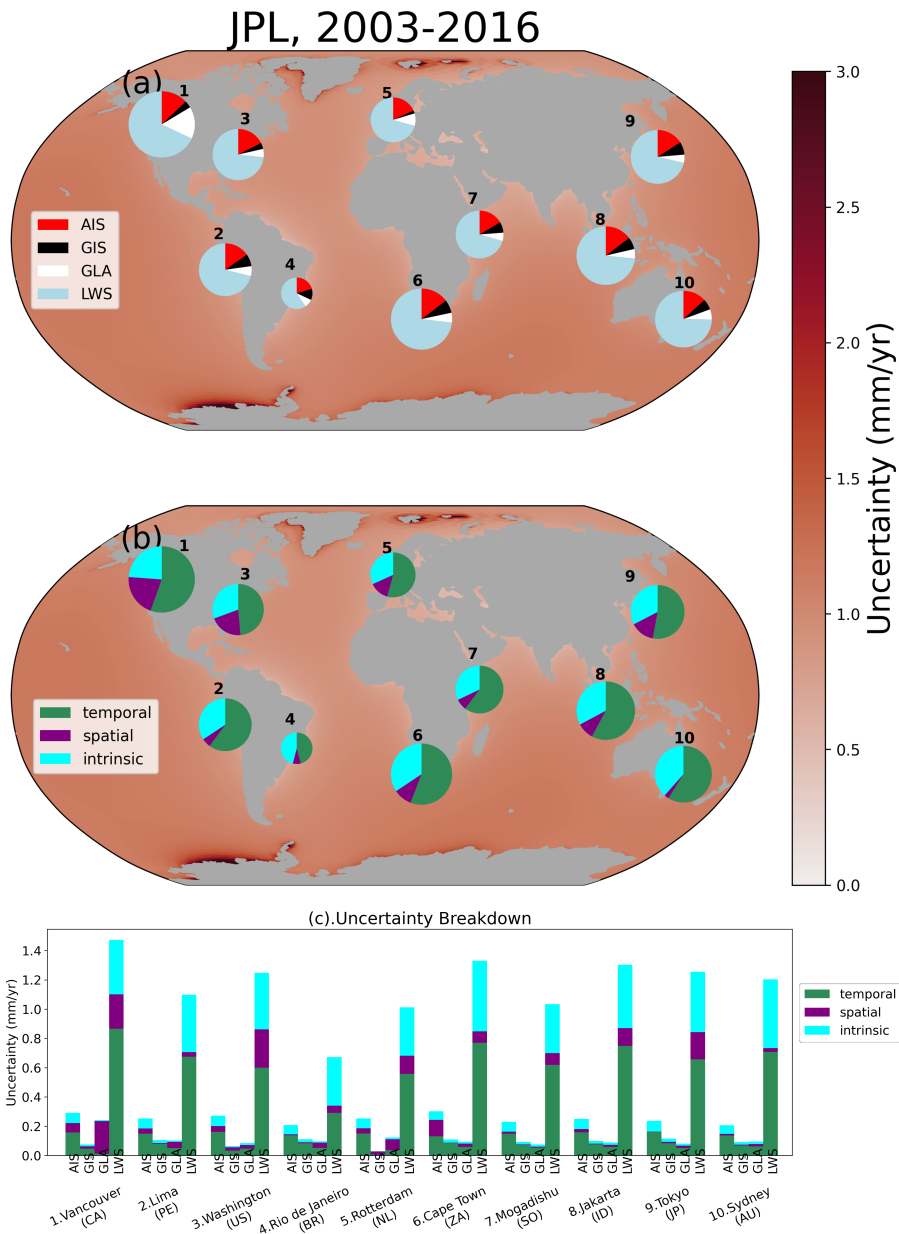 JPL, 2003-2016
(a)
1
3
5
9
7
2
4
8
6
10
AIS
GIS
GLA
LWS
3.0
2.5
2.0
1.5
1.0
0.5
0.0
Uncertainty (mm/yr)
(b)
1
3
5
9
7
2
4
8
6
10
temporal
spatial
intrinsic
(c).Uncertainty Breakdown
Uncertainty (mm/yr)
1.4
1.2
1.0
0.8
0.6
0.4
0.2
0.0
temporal
spatial
intrinsic
AIS GIS GLA LWS AIS GIS GLA LWS AIS GIS GLA LWS AIS GIS GLA LWS AIS GIS GLA LWS AIS GIS GLA LWS AIS GIS GLA LWS AIS GIS GLA LWS AIS GIS GLA LWS AIS GIS GLA LWS
1.Vancouver
(CA)
2.Lima
(PE)
3.Washington
(US)
4.Rio de Janeiro
(BR)
5.Rotterdam
(NL)
6.Cape Town
(ZA)
7.Mogadishu
(SO)
8.Jakarta
(ID)
9.Tokyo
(JP)
10.Sydney
(AU)